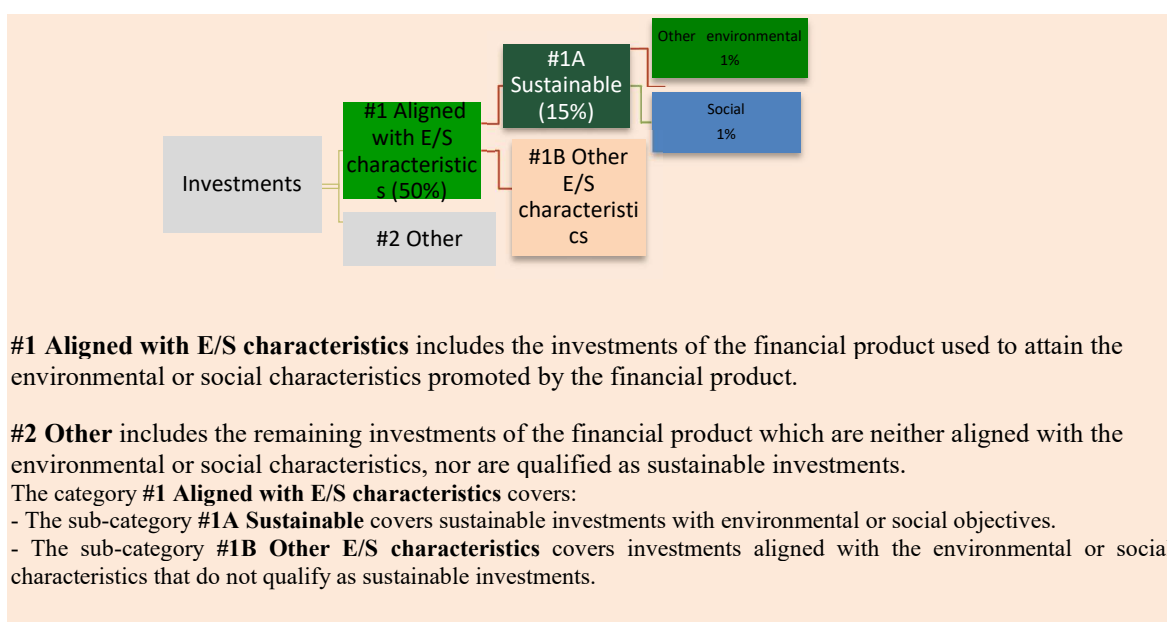 Other environmental
1%
#1A
Sustainable
(15%)
Social
1%
#1 Aligned
with E/S
characteristic
s (50%)
#1B Other
E/S
characteristi
cs
Investments
#2 Other
#1 Aligned with E/S characteristics includes the investments of the financial product used to attain the
environmental or social characteristics promoted by the financial product.
#2 Other includes the remaining investments of the financial product which are neither aligned with the
environmental or social characteristics, nor are qualified as sustainable investments.
The category #1 Aligned with E/S characteristics covers:
- The sub-category #1A Sustainable covers sustainable investments with environmental or social objectives.
- The sub-category #1B Other E/S characteristics covers investments aligned with the environmental or socia
characteristics that do not qualify as sustainable investments.